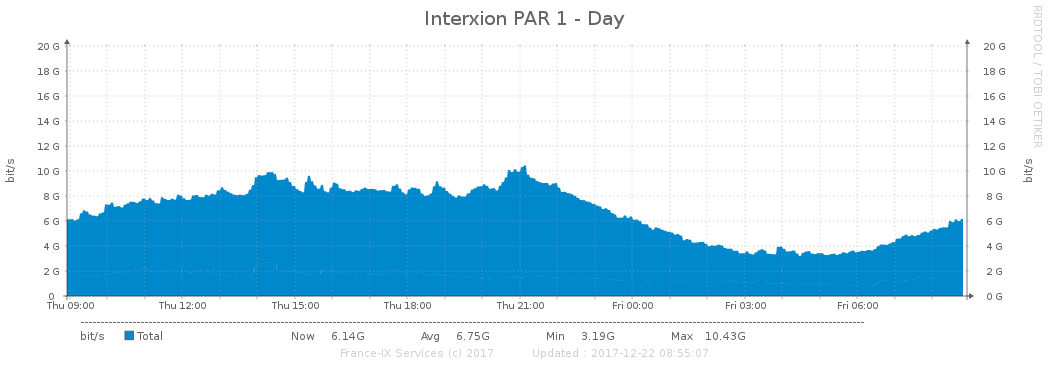 Interxion PAR 1 - Day
RRDTOOL / TOBI OETIKER
bit/s
bit/s
20 G 20 G
18 G 18 G
16 G 16 G
14 G 14 G
12 G 12 G
10 G 10 G
8 G 8 G
6 G 6 G
4 G 4 G
2 G 2 G
0 0 G
Thu 09:00 Thu 12:00 Thu 15:00 Thu 18:00 Thu 21:00 Fri 00:00 Fri 03:00 Fri 06:00
bit/s Total Now 6.14G Avg 6.75G Min 3.19G Max 10.43G
France-IX Services (c) 2017 Updated : 2017-12-22 08:55:07